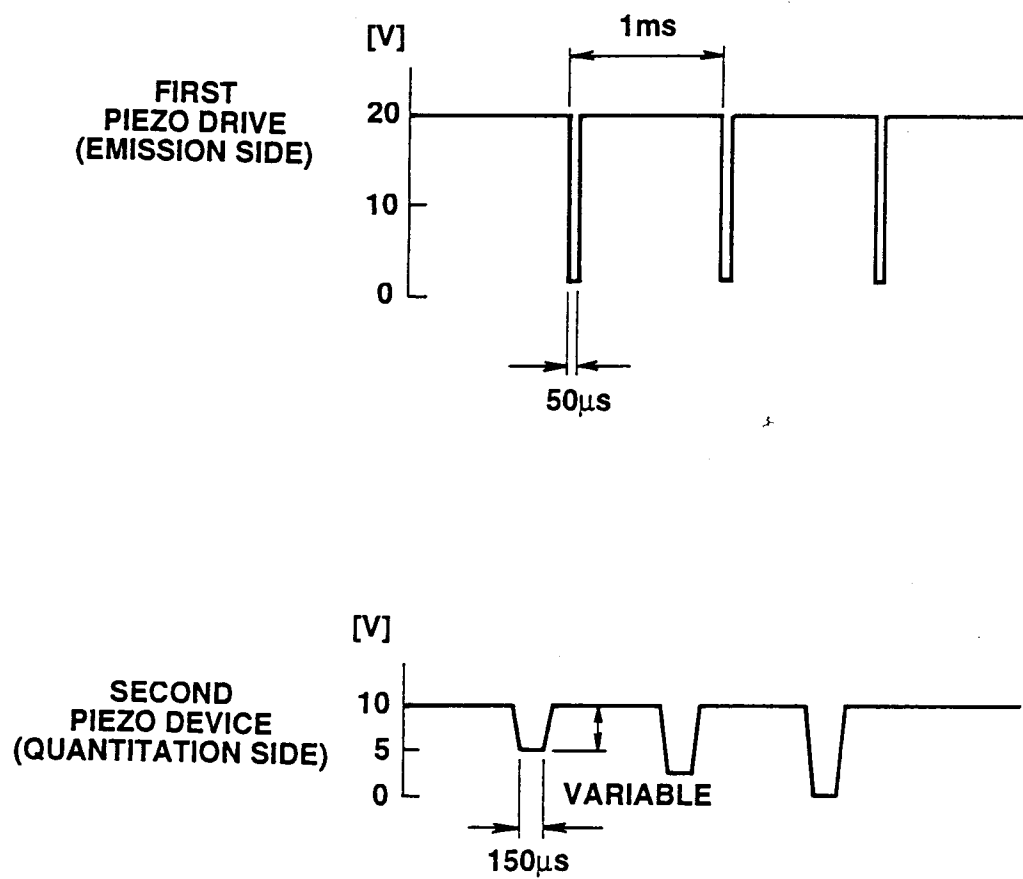 [V]
1ms
FIRST
PIEZO DRIVE
(EMISSION SIDE)
20
10
0
50μs
[V]
SECOND
PIEZO DEVICE
(QUANTITATION SIDE)
10
5
0
VARIABLE
150μs